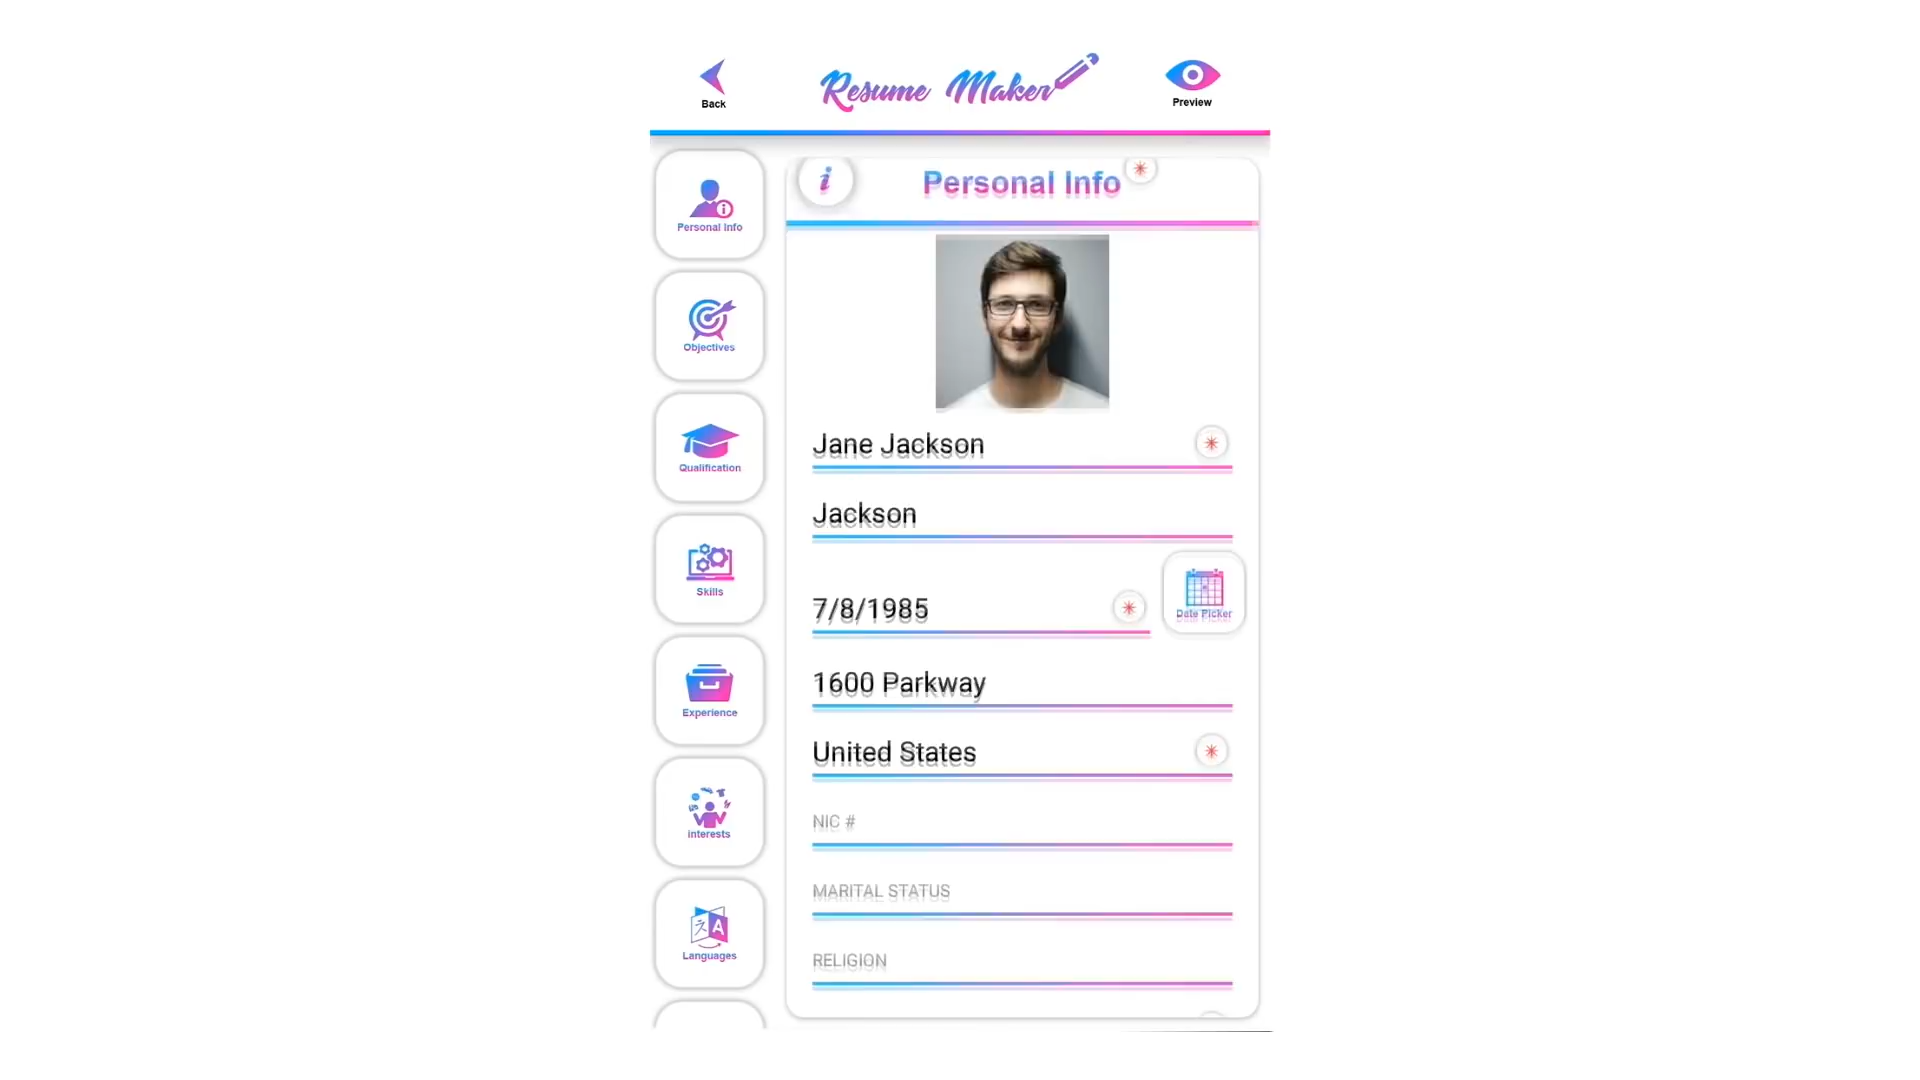 Back
Resume Maker
Preview
Personal Info
Objectives
Qualification
Skills
Experience
interests
Languages
i
Personal Info
Jane Jackson
Jackson
7/8/1985
Date Picker
1600 Parkway
United States
NIC #
MARITAL STATUS
RELIGION